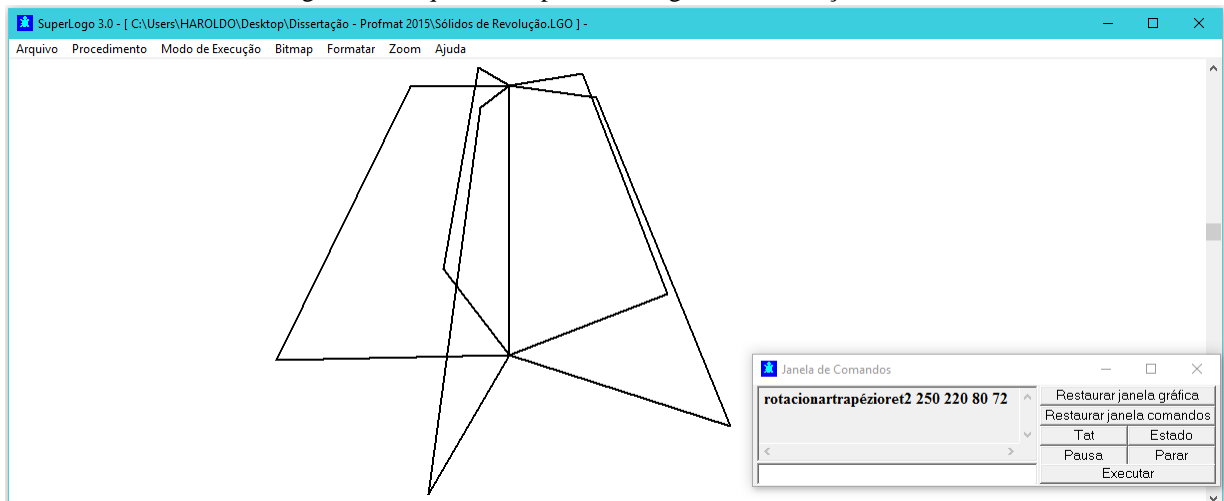 SuperLogo 3.0 - [ C:\Users\HAROLDO\Desktop\Dissertação - Profmat 2015\Sólidos de Revolução.LGO ] -
Arquivo Procedimento Modo de Execução Bitmap Formatar Zoom Ajuda
Janela de Comandos
rotacionartrapézioret2 250 220 80 72
Restaurar janela gráfica
Restaurar janela comandos
Tat Estado
Pausa Parar
Executar